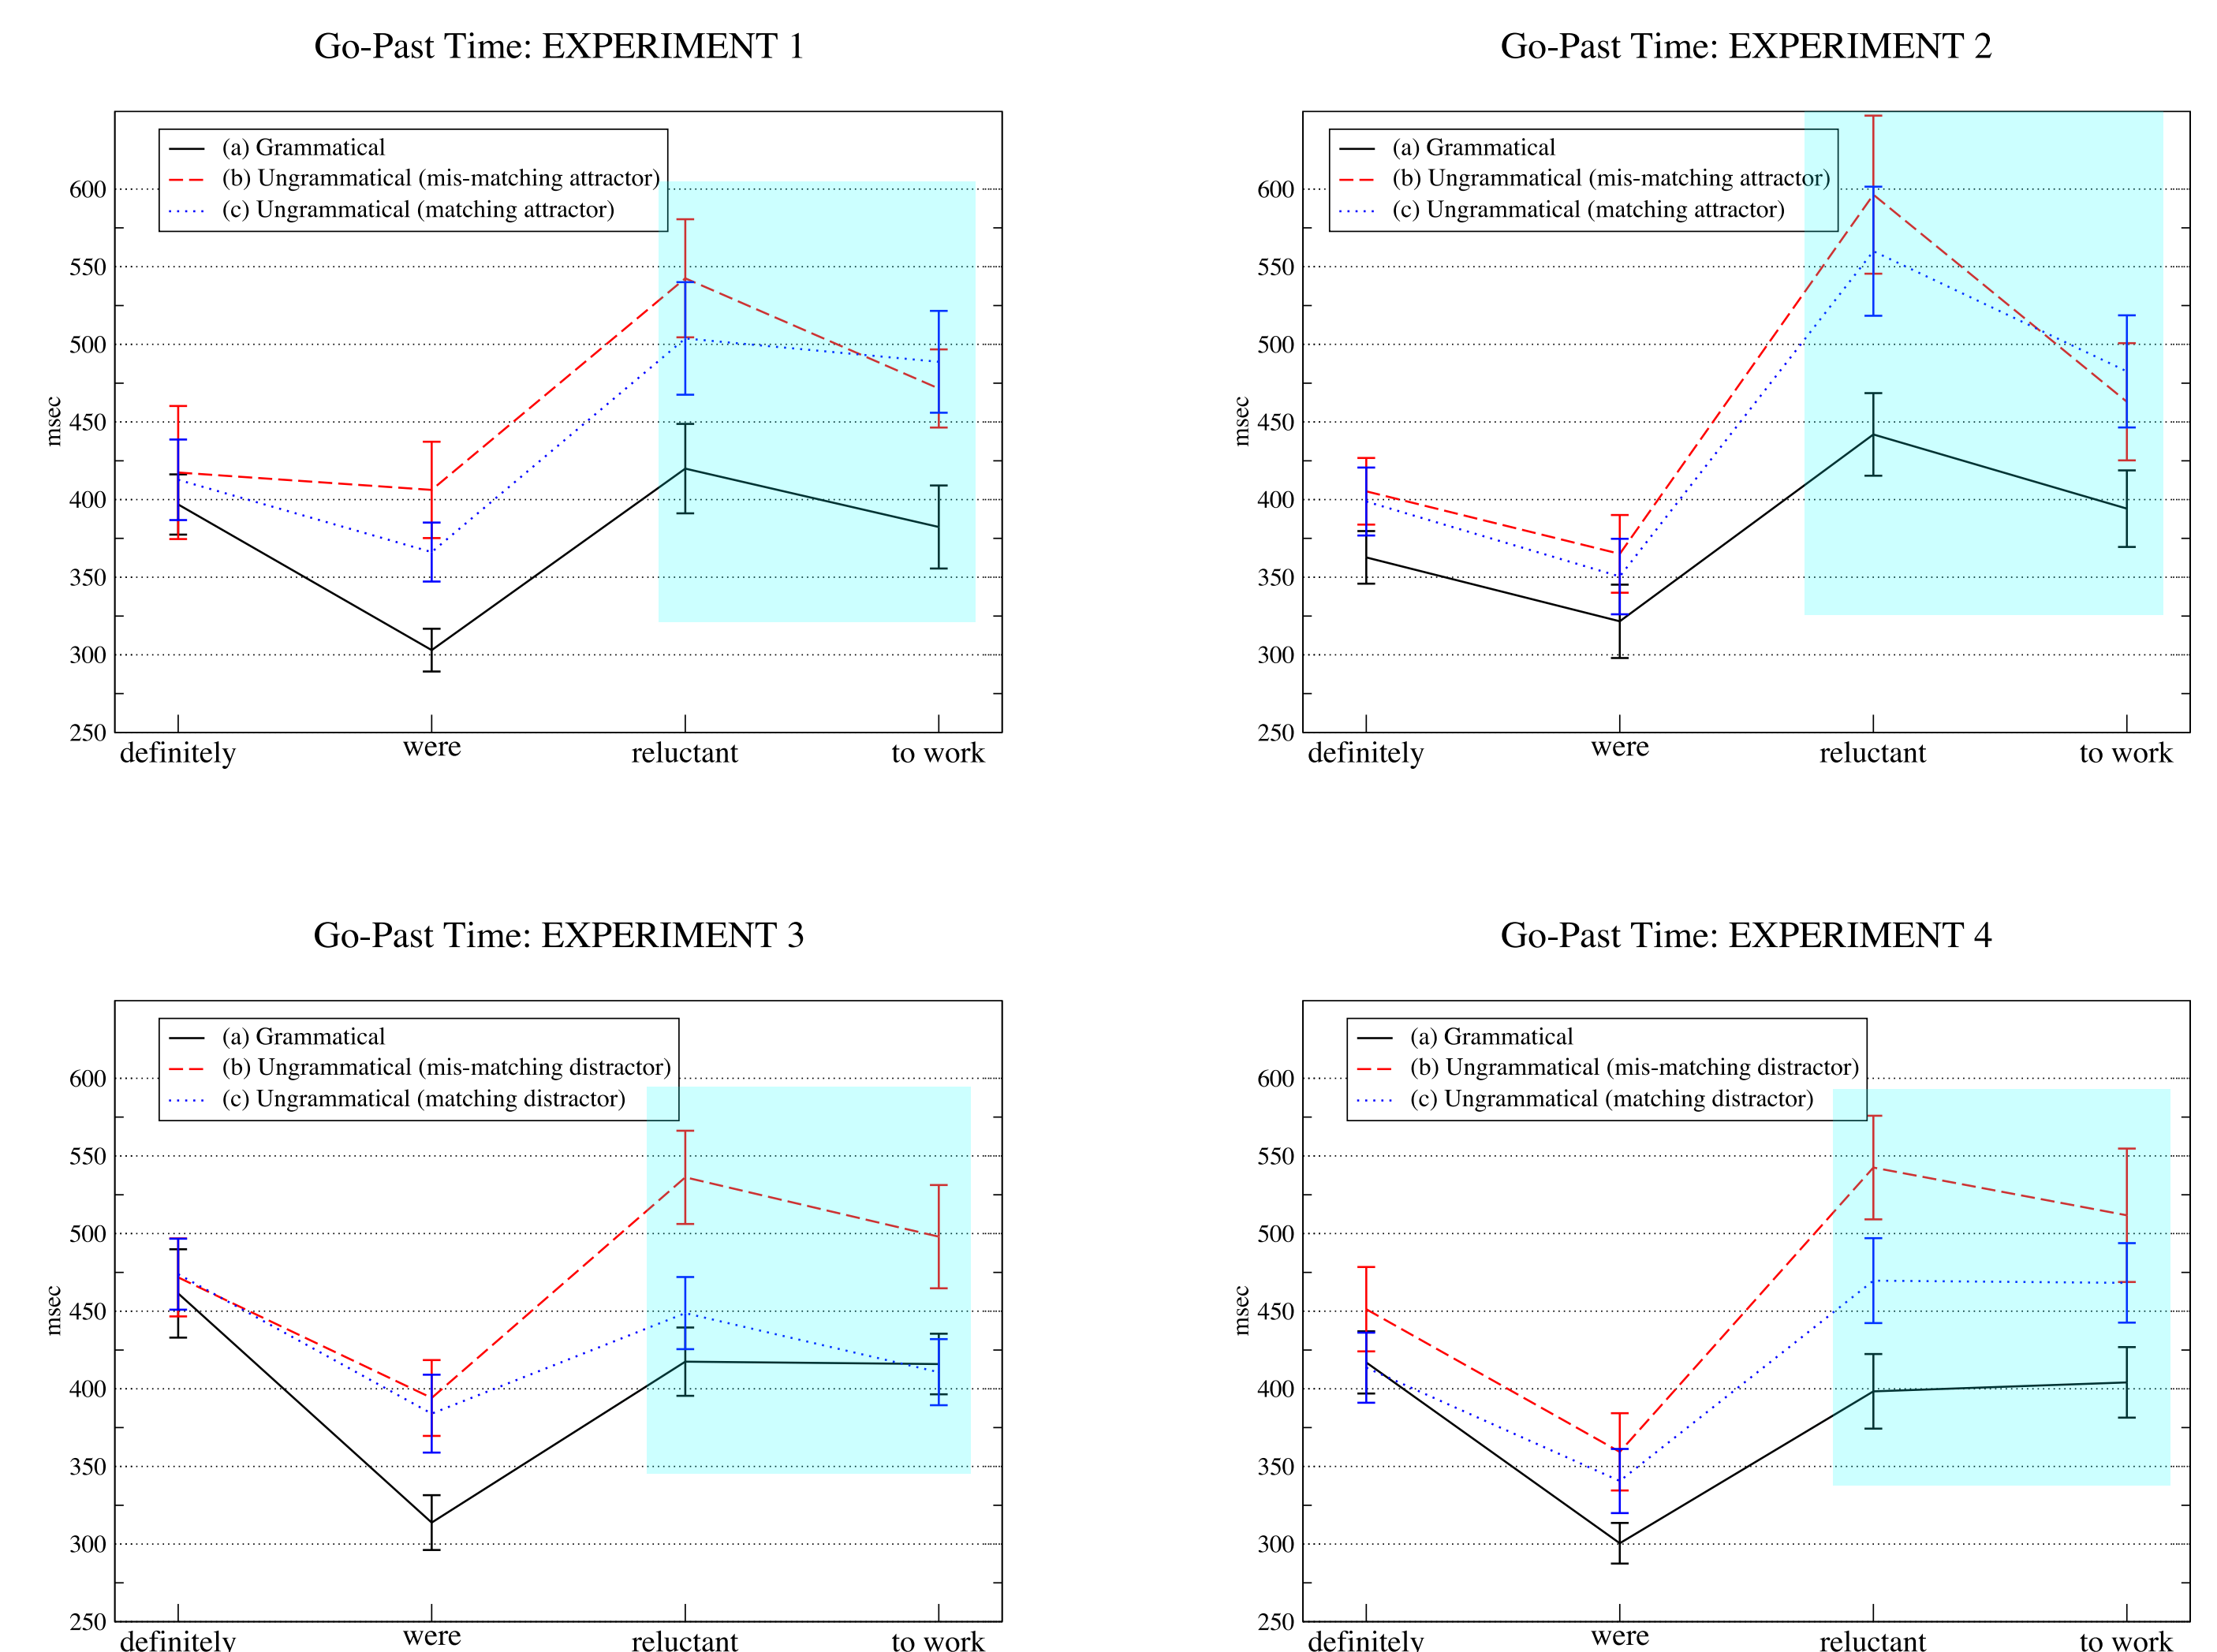 Go-Past Time: EXPERIMENT 1
(a) Grammatical
(b) Ungrammatical (mis-matching attractor)
(c) Ungrammatical (matching attractor)
600
550
500
450
400
350
300
250
msec
definitely were reluctant to work
Go-Past Time: EXPERIMENT 2
(a) Grammatical
(b) Ungrammatical (mis-matching attractor)
(c) Ungrammatical (matching attractor)
600
550
500
450
400
350
300
250
msec
definitely were reluctant to work
Go-Past Time: EXPERIMENT 3
(a) Grammatical
(b) Ungrammatical (mis-matching distractor)
(c) Ungrammatical (matching distractor)
600
550
500
450
400
350
300
250
msec
definitely were reluctant to work
Go-Past Time: EXPERIMENT 4
(a) Grammatical
(b) Ungrammatical (mis-matching distractor)
(c) Ungrammatical (matching distractor)
600
550
500
450
400
350
300
250
msec
definitely were reluctant to work